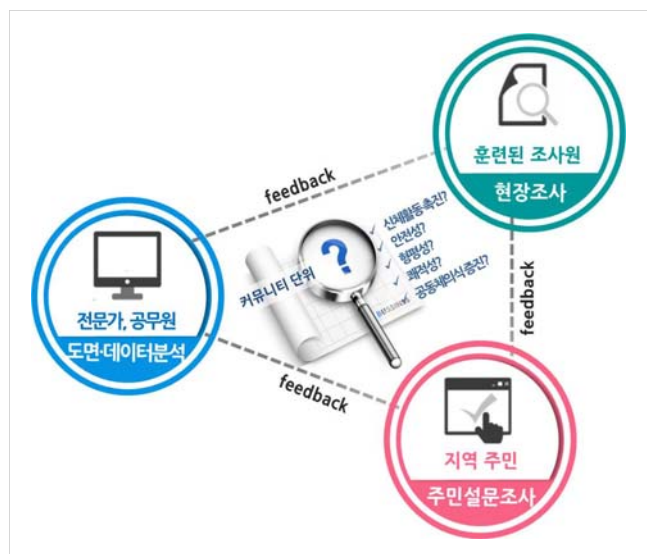 훈련된 조사원
현장조사
feedback
신체활동촉진?
안전성?
형평성?
쾌적성?
공동체의식 증진?
커뮤니티 단위
?
feedback
전문가, 공무원
도면·데이터분석
feedback
지역 주민
주민설문조사